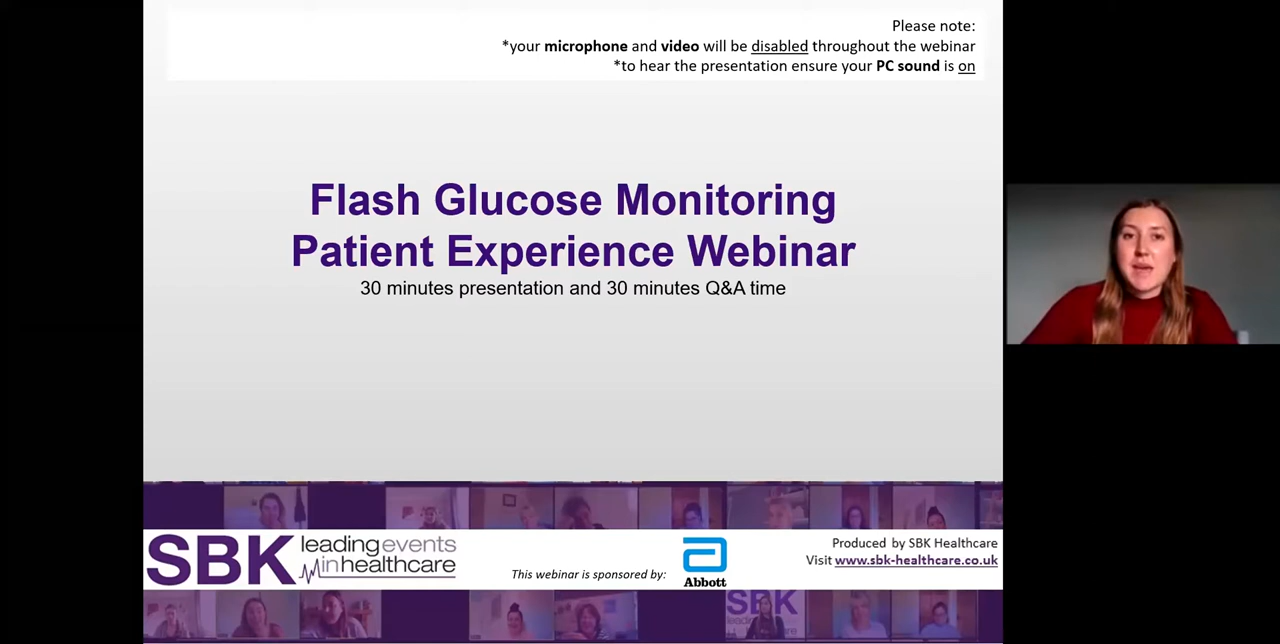 Please note:
*your microphone and video will be disabled throughout the webinar
*to hear the presentation ensure your PC sound is on
Flash Glucose Monitoring
Patient Experience Webinar
30 minutes presentation and 30 minutes Q&A time
SBK leading events
in healthcare
This webinar is sponsored by:
Abbott
Produced by SBK Healthcare
Visit www.sbk-healthcare.co.uk
SBK